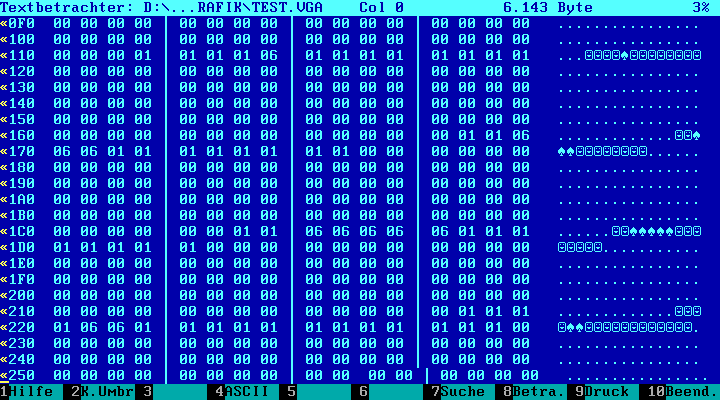 Textbetrachter: D:\...RAFIK\TEST.VGA Col 0 6.143 Byte 3%
«0F0 00 00 00 00 │ 00 00 00 00 │ 00 00 00 00 │ 00 00 00 00 ................
«100 00 00 00 00 │ 00 00 00 00 │ 00 00 00 00 │ 00 00 00 00 ................
«110 00 00 00 01 │ 01 01 01 06 │ 01 01 01 01 │ 01 01 01 01 ...☺☺☺☺♠☺☺☺☺☺☺☺☺
«120 00 00 00 00 │ 00 00 00 00 │ 00 00 00 00 │ 00 00 00 00 ................
«130 00 00 00 00 │ 00 00 00 00 │ 00 00 00 00 │ 00 00 00 00 ................
«140 00 00 00 00 │ 00 00 00 00 │ 00 00 00 00 │ 00 00 00 00 ................
«150 00 00 00 00 │ 00 00 00 00 │ 00 00 00 00 │ 00 00 00 00 ................
«160 00 00 00 00 │ 00 00 00 00 │ 00 00 00 00 │ 00 01 01 06 .............☺☺♠
«170 06 06 01 01 │ 01 01 01 01 │ 01 01 00 00 │ 00 00 00 00 ♠♠☺☺☺☺☺☺☺☺......
«180 00 00 00 00 │ 00 00 00 00 │ 00 00 00 00 │ 00 00 00 00 ................
«190 00 00 00 00 │ 00 00 00 00 │ 00 00 00 00 │ 00 00 00 00 ................
«1A0 00 00 00 00 │ 00 00 00 00 │ 00 00 00 00 │ 00 00 00 00 ................
«1B0 00 00 00 00 │ 00 00 00 00 │ 00 00 00 00 │ 00 00 00 00 ................
«1C0 00 00 00 00 │ 00 00 01 01 │ 06 06 06 06 │ 06 01 01 01 ......☺☺♠♠♠♠♠☺☺☺
«1D0 01 01 01 01 │ 01 00 00 00 │ 00 00 00 00 │ 00 00 00 00 ☺☺☺☺☺...........
«1E0 00 00 00 00 │ 00 00 00 00 │ 00 00 00 00 │ 00 00 00 00 ................
«1F0 00 00 00 00 │ 00 00 00 00 │ 00 00 00 00 │ 00 00 00 00 ................
«200 00 00 00 00 │ 00 00 00 00 │ 00 00 00 00 │ 00 00 00 00 ................
«210 00 00 00 00 │ 00 00 00 00 │ 00 00 00 00 │ 00 01 01 01 .............☺☺☺
«220 01 06 06 01 │ 01 01 01 01 │ 01 01 01 01 │ 01 01 01 00 ☺♠♠☺☺☺☺☺☺☺☺☺☺☺☺.
«230 00 00 00 00 │ 00 00 00 00 │ 00 00 00 00 │ 00 00 00 00 ................
«240 00 00 00 00 │ 00 00 00 00 │ 00 00 00 00 │ 00 00 00 00 ................
«250 00 00 00 00 │ 00 00 00 00 │ 00 00 00 00 │ 00 00 00 00 ................
1Hilfe 2K.Umbr 3 4ASCII 5 6 7Suche 8Betra. 9Druck 10Beend.